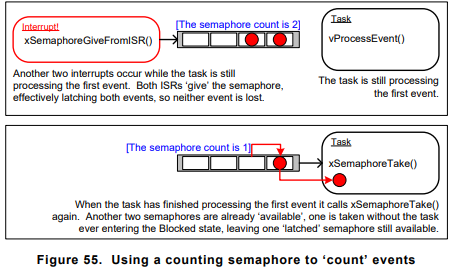 Interrupt!
xSemaphoreGiveFromISR()
[The semaphore count is 2]
Task
vProcessEvent()
Another two interrupts occur while the task is still
processing the first event. Both ISRs 'give' the semaphore,
effectively latching both events, so neither event is lost.
The task is still processing
the first event.
[The semaphore count is 1]
Task
xSemaphoreTake()
When the task has finished processing the first event it calls xSemaphoreTake()
again. Another two semaphores are already 'available', one is taken without the task
ever entering the Blocked state, leaving one 'latched' semaphore still available.
Figure 55. Using a counting semaphore to 'count' events